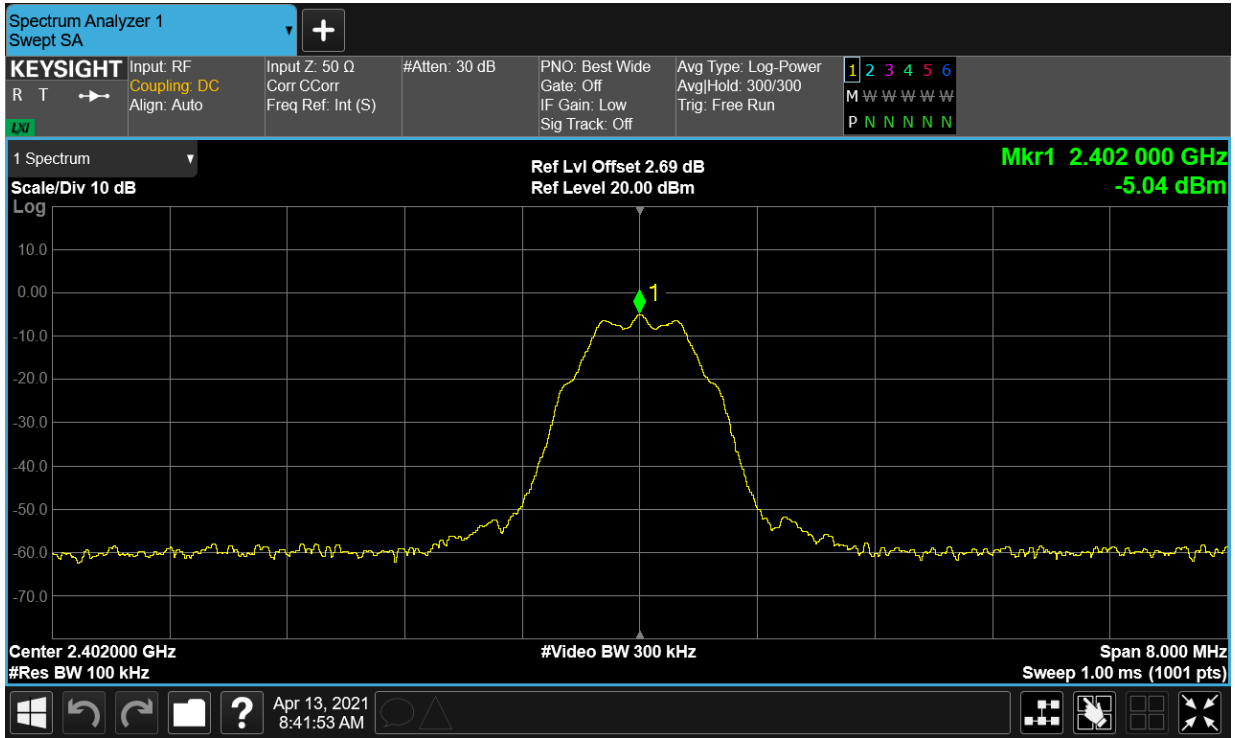 Spectrum Analyzer 1
Swept SA
KEYSIGHT
R T
LXI
Input: RF
Coupling: DC
Align: Auto
Input Z: 50 Ω
Corr CCorr
Freq Ref: Int (S)
#Atten: 30 dB
PNO: Best Wide
Gate: Off
IF Gain: Low
Sig Track: Off
Avg Type: Log-Power
Avg|Hold: 300/300
Trig: Free Run
1 2 3 4 5 6
M W W W W W
P N N N N N
1 Spectrum
Scale/Div 10 dB
Log
Ref Lvl Offset 2.69 dB
Ref Level 20.00 dBm
Mkr1 2.402 000 GHz
-5.04 dBm
10.0
0.00
1
-10.0
-20.0
-30.0
-40.0
-50.0
-60.0
-70.0
Center 2.402000 GHz
#Video BW 300 kHz
Span 8.000 MHz
#Res BW 100 kHz
Sweep 1.00 ms (1001 pts)
?
Apr 13, 2021
8:41:53 AM